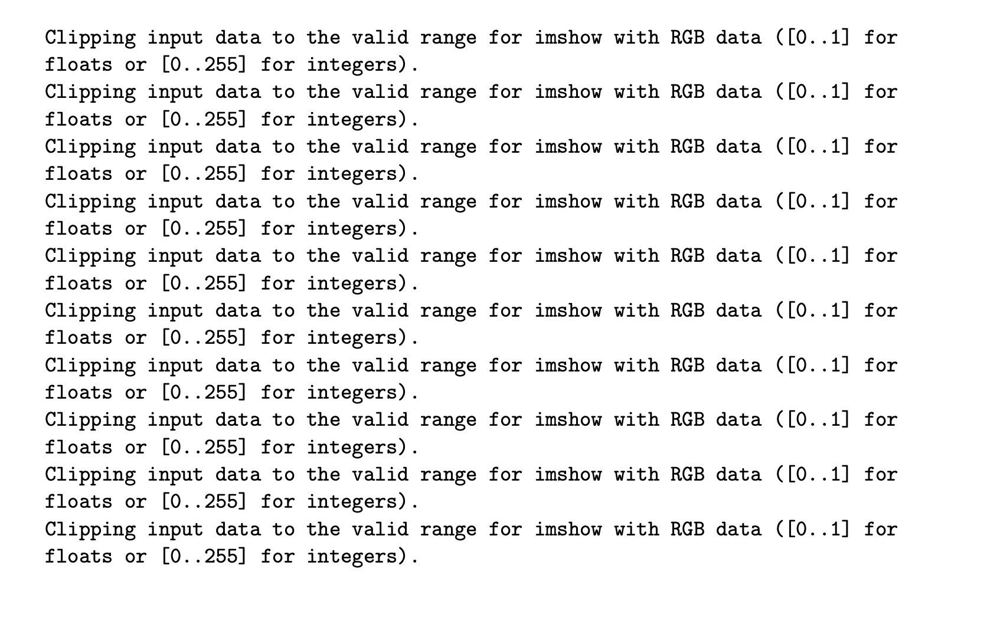 Clipping input data to the valid range for imshow with RGB data ([0..1] for
floats or [0..255] for integers).
Clipping input data to the valid range for imshow with RGB data ([0..1] for
floats or [0..255] for integers).
Clipping input data to the valid range for imshow with RGB data ([0..1] for
floats or [0..255] for integers).
Clipping input data to the valid range for imshow with RGB data ([0..1] for
floats or [0..255] for integers).
Clipping input data to the valid range for imshow with RGB data ([0..1] for
floats or [0..255] for integers).
Clipping input data to the valid range for imshow with RGB data ([0..1] for
floats or [0..255] for integers).
Clipping input data to the valid range for imshow with RGB data ([0..1] for
floats or [0..255] for integers).
Clipping input data to the valid range for imshow with RGB data ([0..1] for
floats or [0..255] for integers).
Clipping input data to the valid range for imshow with RGB data ([0..1] for
floats or [0..255] for integers).
Clipping input data to the valid range for imshow with RGB data ([0..1] for
floats or [0..255] for integers).